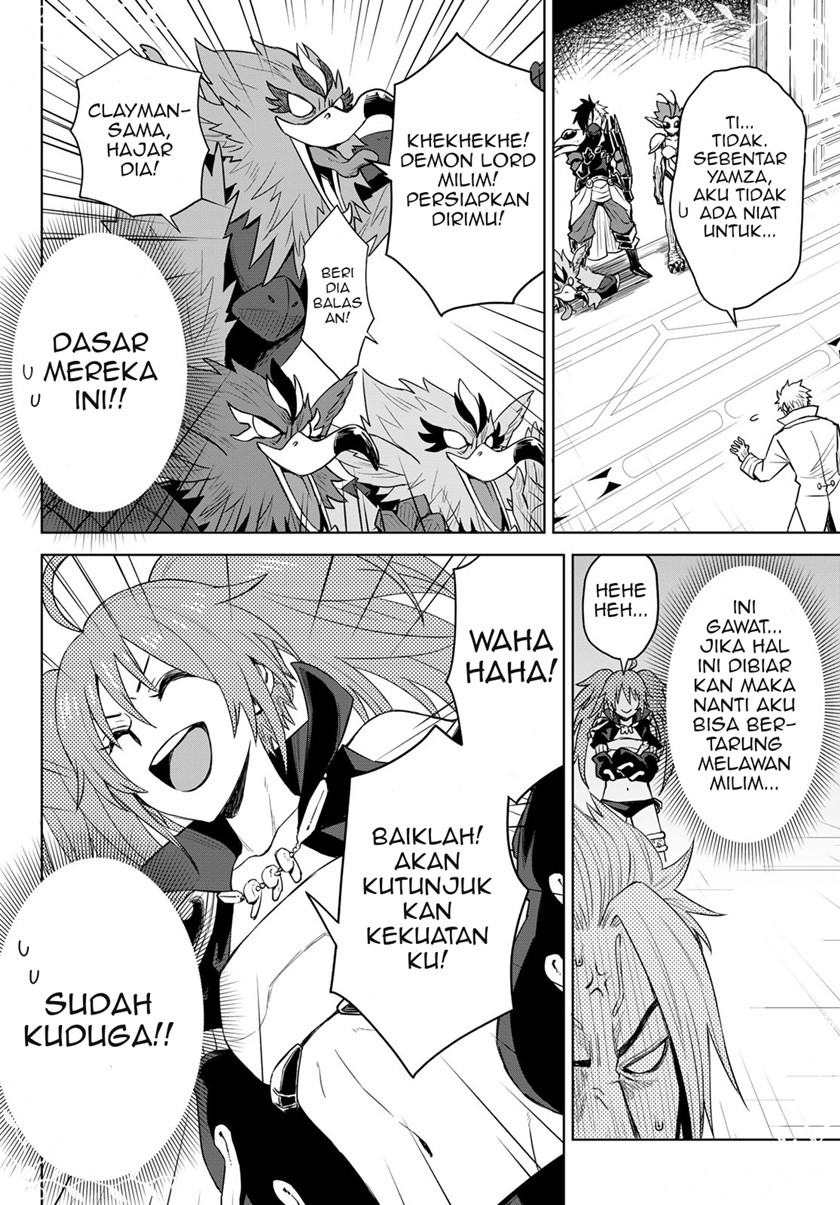 TI...
TIDAK.
SEBENTAR
YAMZA,
AKU TIDAK
ADA NIAT
UNTUK...
KHEKHEKHE!
DEMON LORD
MILIM!
PERSIAPKAN
DIRIMU!
CLAYMAN-
SAMA,
HAJAR
DIA!
BERI
DIA
BALAS
AN!
DASAR
MEREKA
INI!!
INI
GAWAT...
JIKA HAL
INI DIBIAR
KAN MAKA
NANTI AKU
BISA BER-
TARUNG
MELAWAN
MILIM...
HEHE
HEH...
WAHA
HAHA!
BAIKLAH!
AKAN
KUTUNJUK
KAN
KEKUATAN
KU!
SUDAH
KUDUGA!!